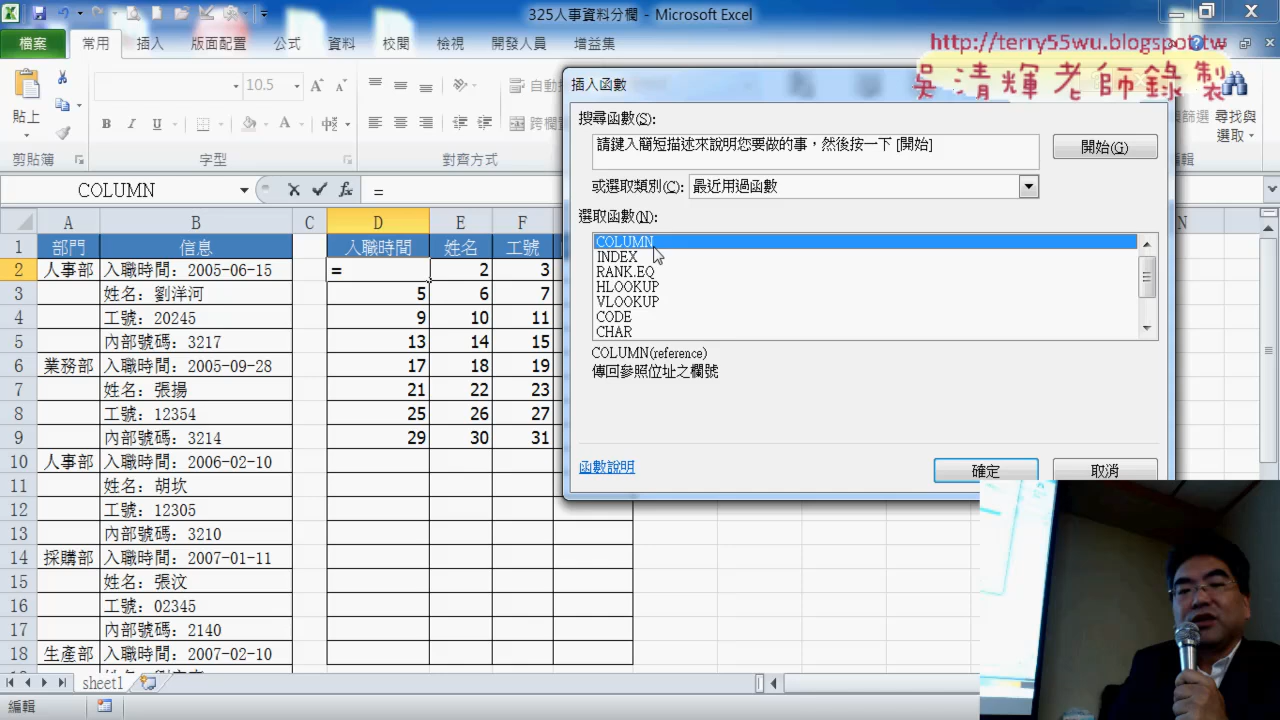 325人事資料分欄 - Microsoft Excel
檔案 常用 插入 版面配置 公式 資料 校閱 檢視 開發人員 增益集
http://terry55wu.blogspot.tw
吳清輝老師錄製
貼上
10.5
B I U
自動
跨欄
尋找與
選取
剪貼簿 字型 對齊方式
COLUMN
fx =
A B C D E F N
1 部門 信息 入職時間 姓名 工號
2 人事部 入職時間: 2005-06-15 = 2 3
3 姓名: 劉洋河 5 6 7
4 工號: 20245 9 10 11
5 內部號碼: 3217 13 14 15
6 業務部 入職時間: 2005-09-28 17 18 19
7 姓名: 張揚 21 22 23
8 工號: 12354 25 26 27
9 內部號碼: 3214 29 30 31
10 人事部 入職時間: 2006-02-10
11 姓名: 胡坎
12 工號: 12305
13 內部號碼: 3210
14 採購部 入職時間: 2007-01-11
15 姓名: 張汶
16 工號: 02345
17 內部號碼: 2140
18 生產部 入職時間: 2007-02-10
sheet1
編輯
插入函數
搜尋函數(S):
請鍵入簡短描述來說明您要做的事，然後按一下 [開始]
開始(G)
或選取類別(C): 最近用過函數
選取函數(N):
COLUMN
INDEX
RANK.EQ
HLOOKUP
VLOOKUP
CODE
CHAR
COLUMN(reference)
傳回參照位址之欄號
函數說明
確定 取消